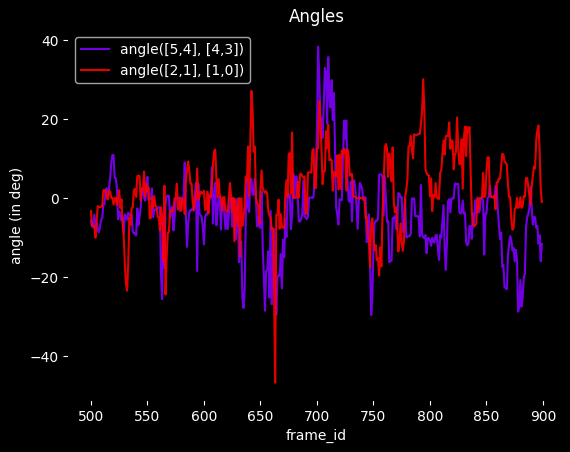 Angles
angle([5,4], [4,3])
angle([2,1], [1,0])
40
20
0
−20
−40
angle (in deg)
500 550 600 650 700 750 800 850 900
frame_id